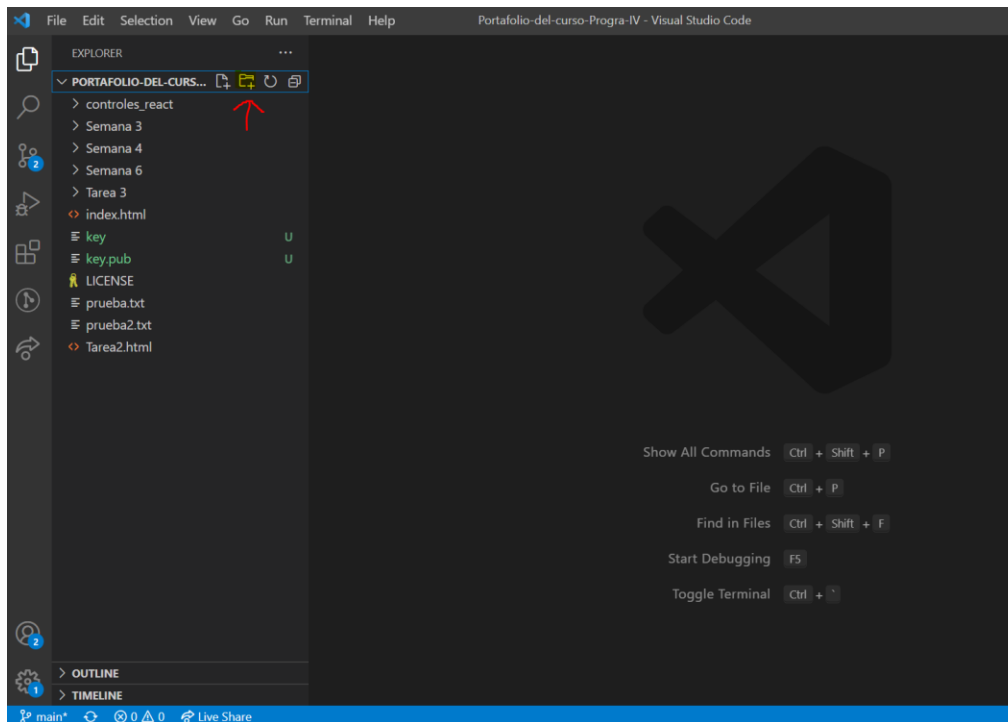 File Edit Selection View Go Run Terminal Help Portafolio-del-curso-Progra-IV - Visual Studio Code
EXPLORER ...
PORTAFOLIO-DEL-CURS...
controles_react
Semana 3
Semana 4
2
Semana 6
Tarea 3
index.html
key U
key.pub U
LICENSE
prueba.txt
prueba2.txt
Tarea2.html
Show All Commands Ctrl + Shift + P
Go to File Ctrl + P
Find in Files Ctrl + Shift + F
Start Debugging F5
Toggle Terminal Ctrl + `
2
OUTLINE
1
TIMELINE
main* 0 0 Live Share